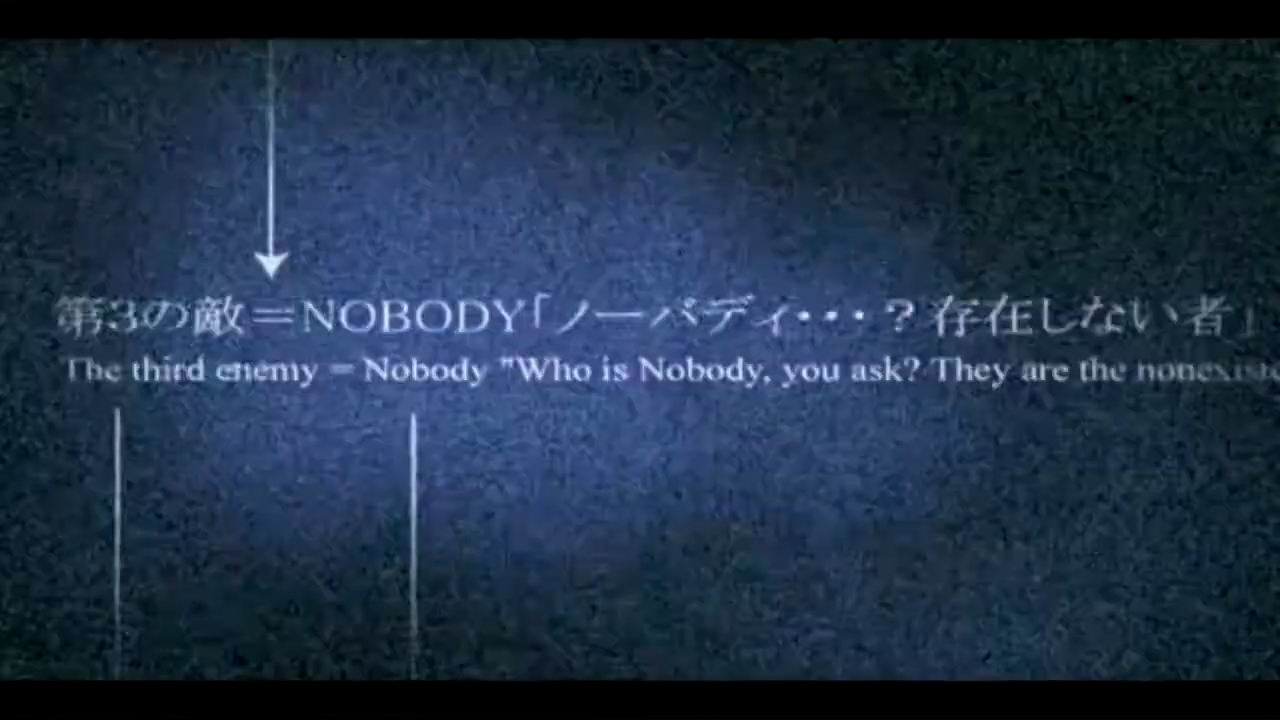 第3の敵＝NOBODY「ノーバディ・・・？存在しない者」
The third enemy = Nobody "Who is Nobody, you ask? They are the